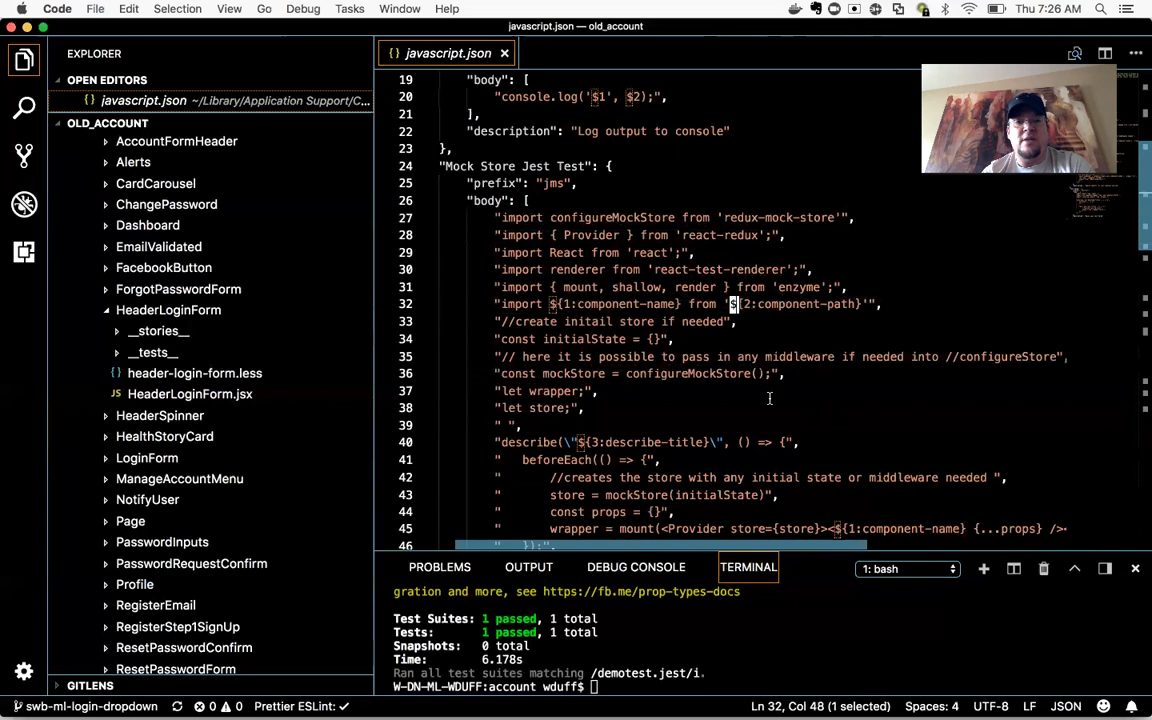 Code File Edit Selection View Go Debug Tasks Window Help Thu 7:26 AM
javascript.json — old_account
EXPLORER
OPEN EDITORS
{} javascript.json ~/Library/Application Support/C...
OLD_ACCOUNT
AccountFormHeader
Alerts
CardCarousel
ChangePassword
Dashboard
EmailValidated
FacebookButton
ForgotPasswordForm
HeaderLoginForm
__stories__
__tests__
{} header-login-form.less
JS HeaderLoginForm.jsx
HeaderSpinner
HealthStoryCard
LoginForm
ManageAccountMenu
NotifyUser
Page
PasswordInputs
PasswordRequestConfirm
Profile
RegisterEmail
RegisterStep1SignUp
ResetPasswordConfirm
ResetPasswordForm
GITLENS
{} javascript.json ×
19 "body": [
20 "console.log('$1', $2);",
21 ],
22 "description": "Log output to console"
23 },
24 "Mock Store Jest Test": {
25 "prefix": "jms",
26 "body": [
27 "import configureMockStore from 'redux-mock-store'",
28 "import { Provider } from 'react-redux';",
29 "import React from 'react';",
30 "import renderer from 'react-test-renderer';",
31 "import { mount, shallow, render } from 'enzyme';",
32 "import ${1:component-name} from '${2:component-path}'",
33 "//create initail store if needed",
34 "const initialState = {}",
35 "// here it is possible to pass in any middleware if needed into //configureStore",
36 "const mockStore = configureMockStore();",
37 "let wrapper;",
38 "let store;",
39 " ",
40 "describe(\"${3:describe-title}\", () => {",
41 " beforeEach(() => {",
42 " //creates the store with any initial state or middleware needed ",
43 " store = mockStore(initialState)",
44 " const props = {}",
45 " wrapper = mount(<Provider store={store}><${1:component-name} {...props} />
46 " });",
PROBLEMS OUTPUT DEBUG CONSOLE TERMINAL 1: bash
gration and more, see https://fb.me/prop-types-docs
Test Suites: 1 passed, 1 total
Tests: 1 passed, 1 total
Snapshots: 0 total
Time: 6.178s
Ran all test suites matching /demotest.jest/i.
W-DN-ML-WDUFF:account wduff$
swb-ml-login-dropdown 0 0 Prettier ESLint: ✓ Ln 32, Col 48 (1 selected) Spaces: 4 UTF-8 LF JSON